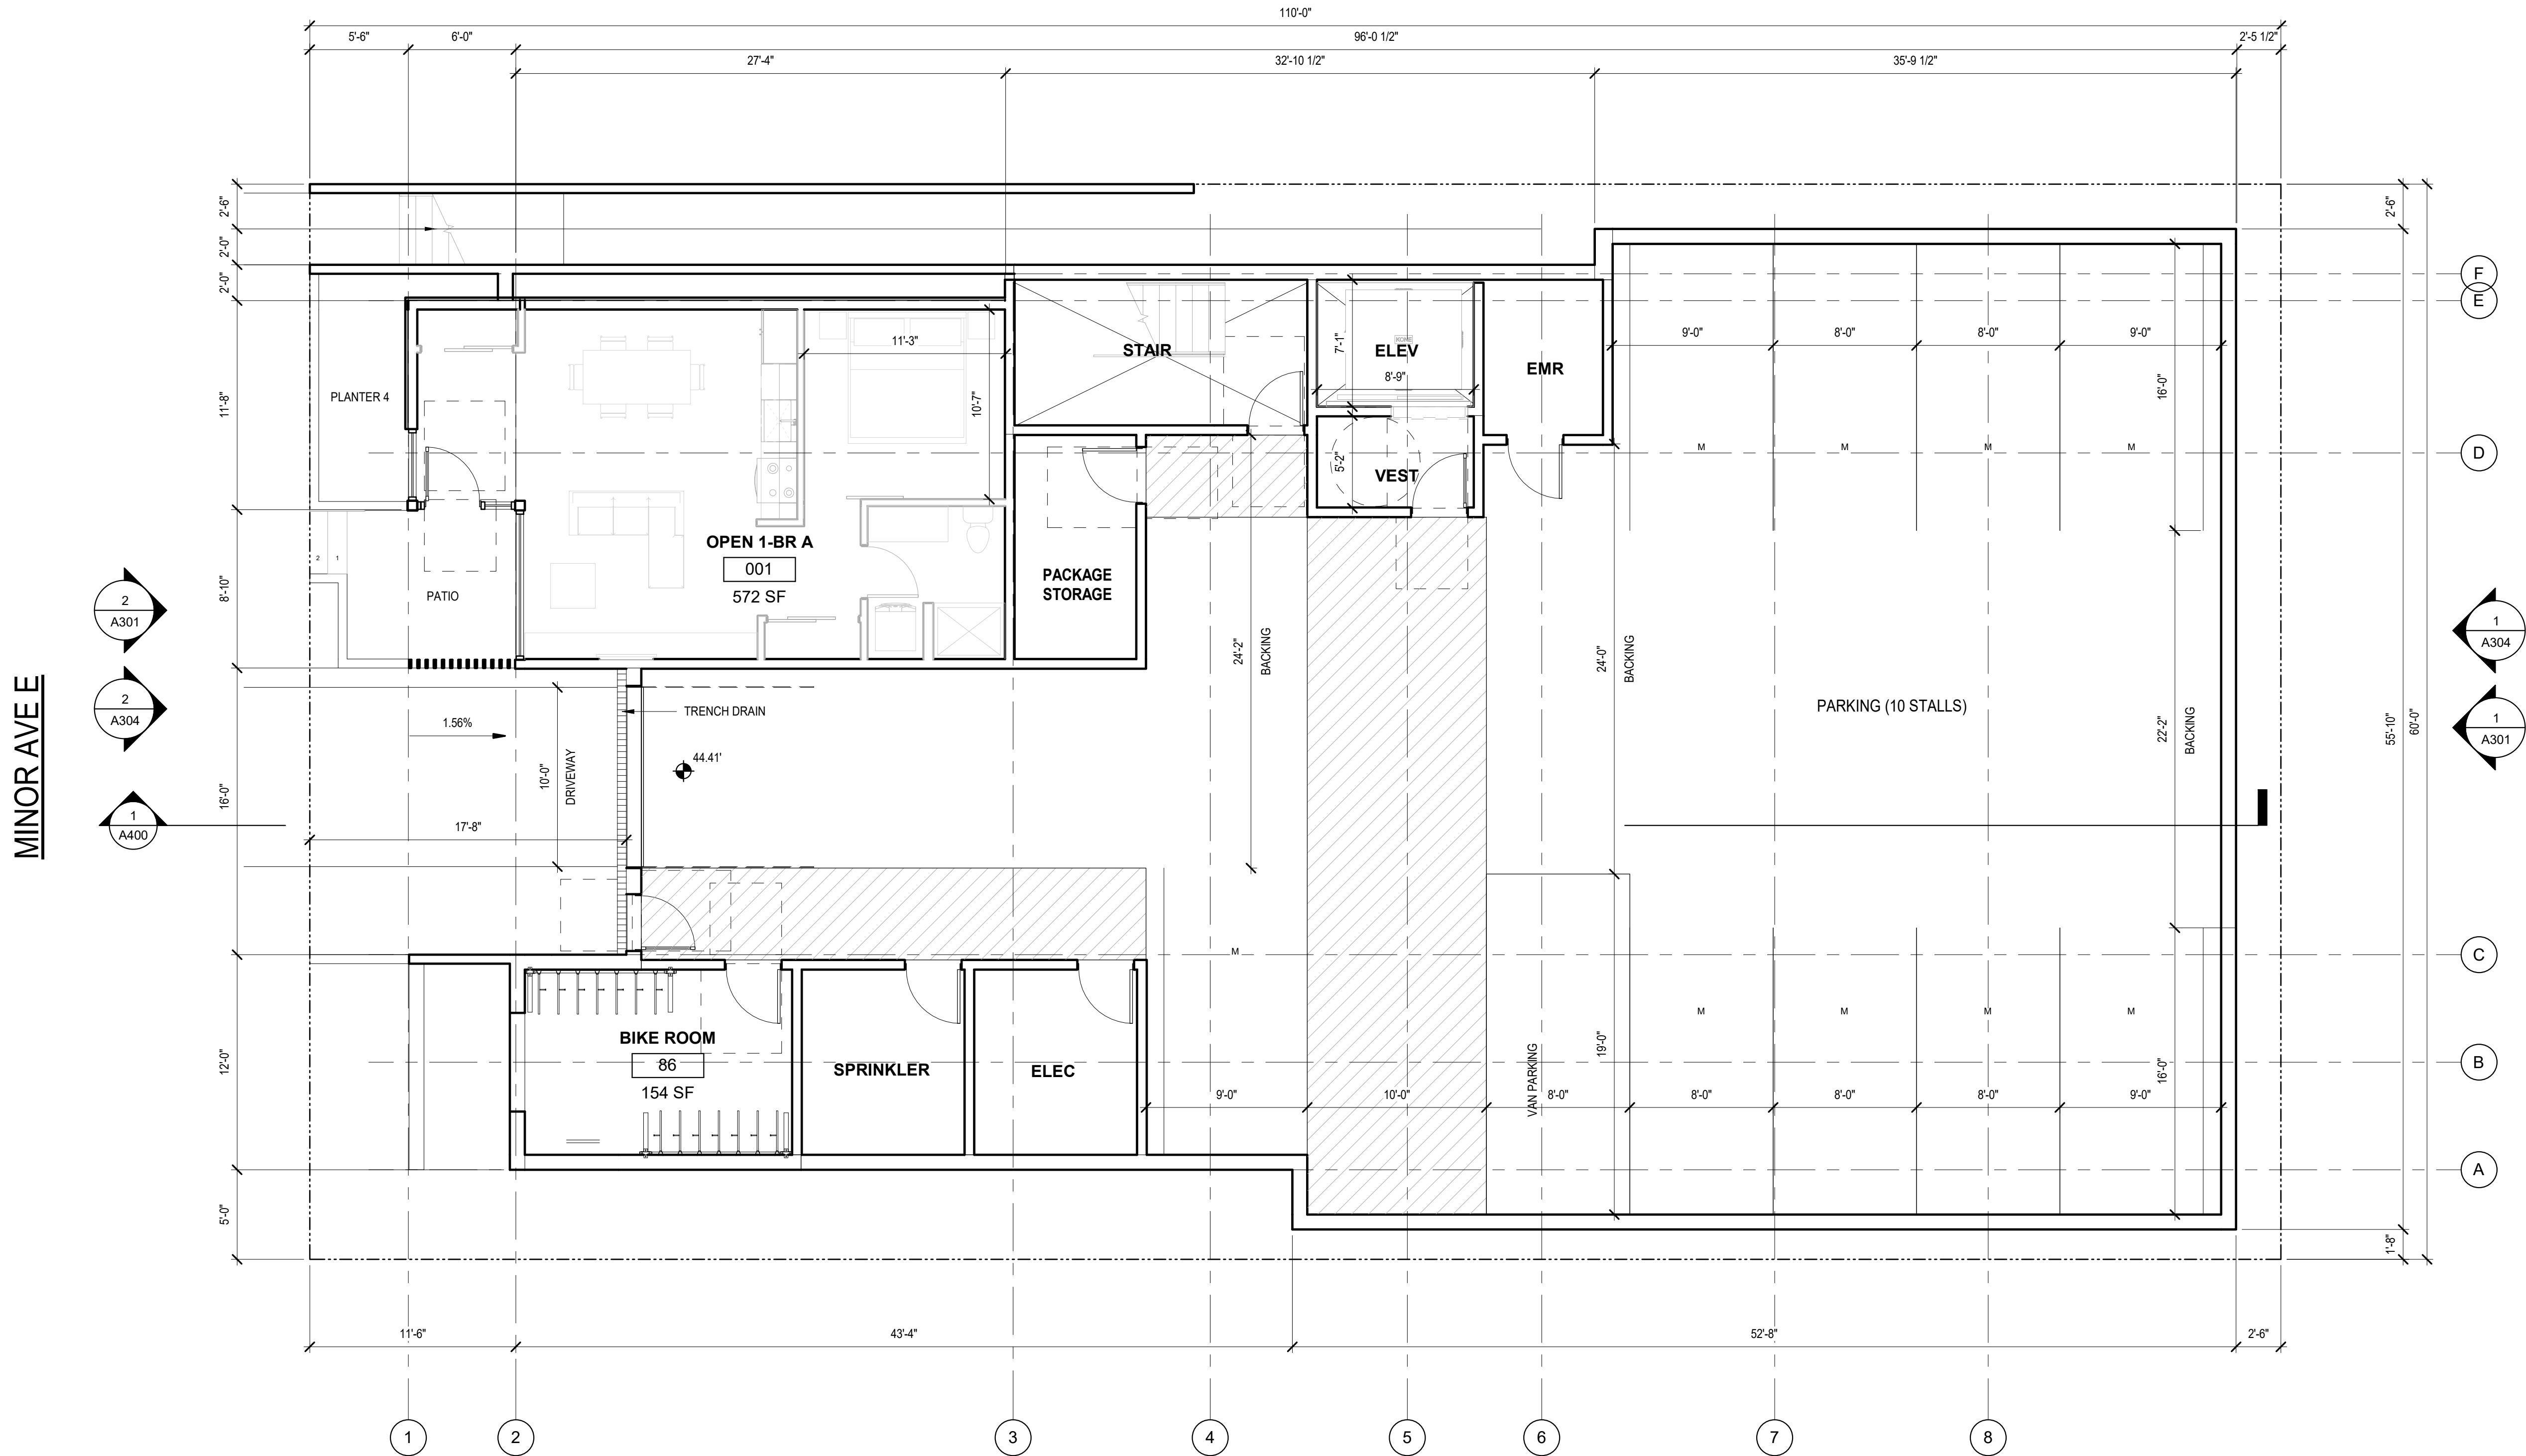 110'-0"
5'-6"
6'-0"
96'-0 1/2"
2'-5 1/2"
27'-4"
32'-10 1/2"
35'-9 1/2"
2'-6"
2'-0"
2'-0"
11'-8"
8'-10"
16'-0"
12'-0"
5'-0"
2'-6"
55'-10"
60'-0"
1'-8"
F
E
D
C
B
A
MINOR AVE E
2
A301
2
A304
1
A400
1
A304
1
A301
PLANTER 4
2
1
PATIO
11'-3"
10'-7"
OPEN 1-BR A
001
572 SF
STAIR
PACKAGE
STORAGE
KONE
7'-1"
ELEV
8'-9"
5'-2"
VEST
EMR
9'-0"
8'-0"
8'-0"
9'-0"
16'-0"
M
M
M
M
24'-2"
BACKING
24'-0"
BACKING
22'-2"
BACKING
PARKING (10 STALLS)
1.56%
TRENCH DRAIN
44.41'
10'-0"
DRIVEWAY
17'-8"
M
M
M
M
M
BIKE ROOM
86
154 SF
SPRINKLER
ELEC
VAN PARKING
19'-0"
16'-0"
9'-0"
10'-0"
8'-0"
8'-0"
8'-0"
8'-0"
9'-0"
11'-6"
43'-4"
52'-8"
2'-6"
1
2
3
4
5
6
7
8